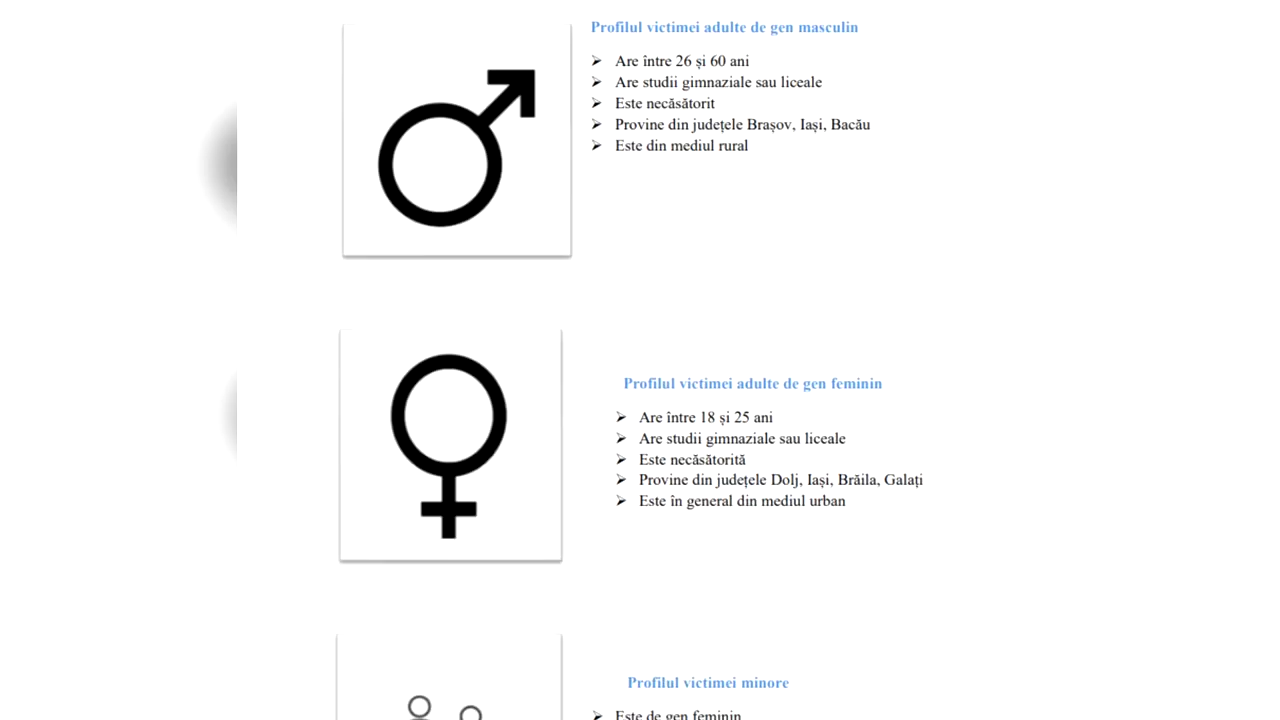 Profilul victimei adulte de gen masculin
Are între 26 și 60 ani
Are studii gimnaziale sau liceale
Este necăsătorit
Provine din județele Brașov, Iași, Bacău
Este din mediul rural
Profilul victimei adulte de gen feminin
Are între 18 și 25 ani
Are studii gimnaziale sau liceale
Este necăsătorită
Provine din județele Dolj, Iași, Brăila, Galați
Este în general din mediul urban
Profilul victimei minore
Este de gen feminin